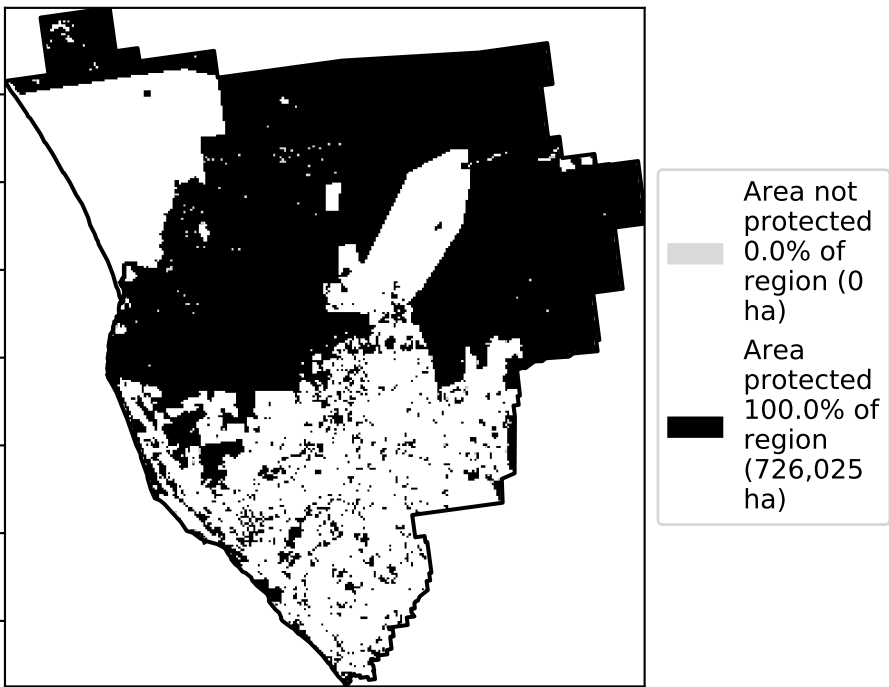 Area not
protected
0.0% of
region (0
ha)
Area
protected
100.0% of
region
(726,025
ha)